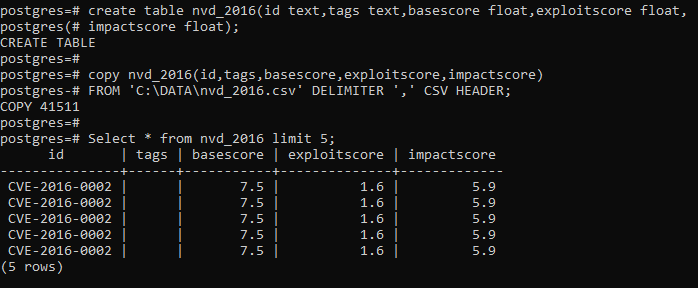 postgres=# create table nvd_2016(id text,tags text,basescore float,exploitscore float,
postgres(# impactscore float);
CREATE TABLE
postgres=#
postgres=# copy nvd_2016(id,tags,basescore,exploitscore,impactscore)
postgres-# FROM 'C:\DATA\nvd_2016.csv' DELIMITER ',' CSV HEADER;
COPY 41511
postgres=#
postgres=# Select * from nvd_2016 limit 5;
      id       | tags | basescore | exploitscore | impactscore
---------------+------+-----------+--------------+-------------
 CVE-2016-0002 |      |       7.5 |          1.6 |         5.9
 CVE-2016-0002 |      |       7.5 |          1.6 |         5.9
 CVE-2016-0002 |      |       7.5 |          1.6 |         5.9
 CVE-2016-0002 |      |       7.5 |          1.6 |         5.9
 CVE-2016-0002 |      |       7.5 |          1.6 |         5.9
(5 rows)